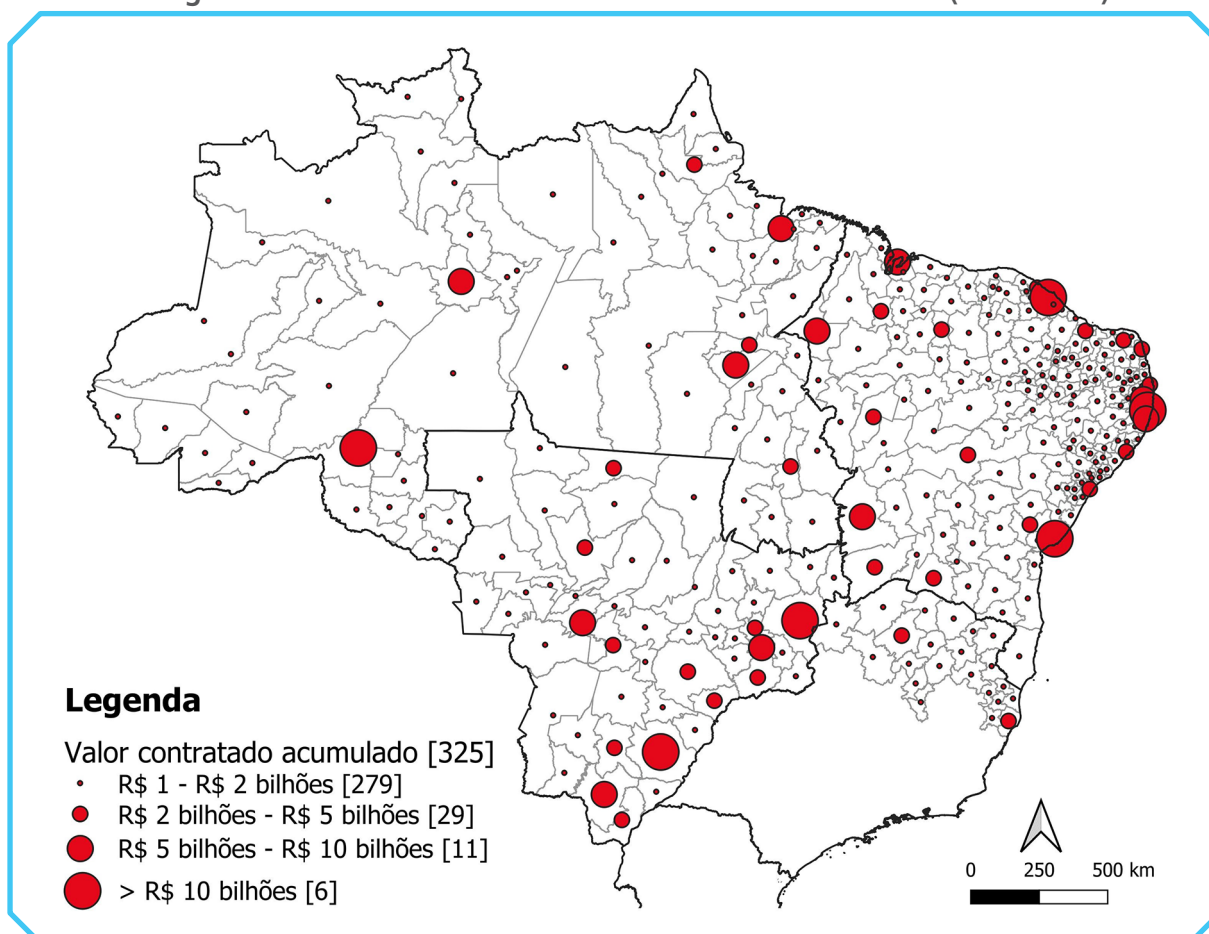 Legenda
Valor contratado acumulado [325]
R$ 1 - R$ 2 bilhões [279]
R$ 2 bilhões - R$ 5 bilhões [29]
R$ 5 bilhões - R$ 10 bilhões [11]
> R$ 10 bilhões [6]
0 250 500 km